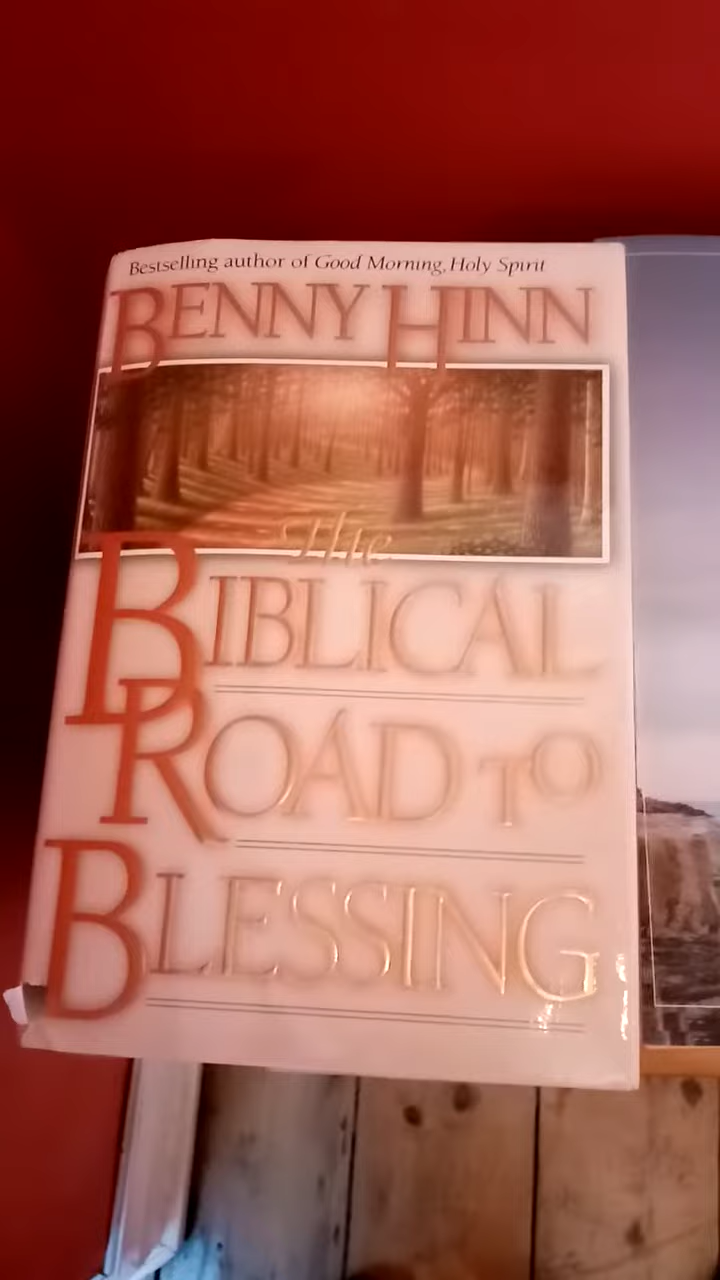 Bestselling author of Good Morning, Holy Spirit
BENNY HINN
The
BIBLICAL
ROAD TO
BLESSING